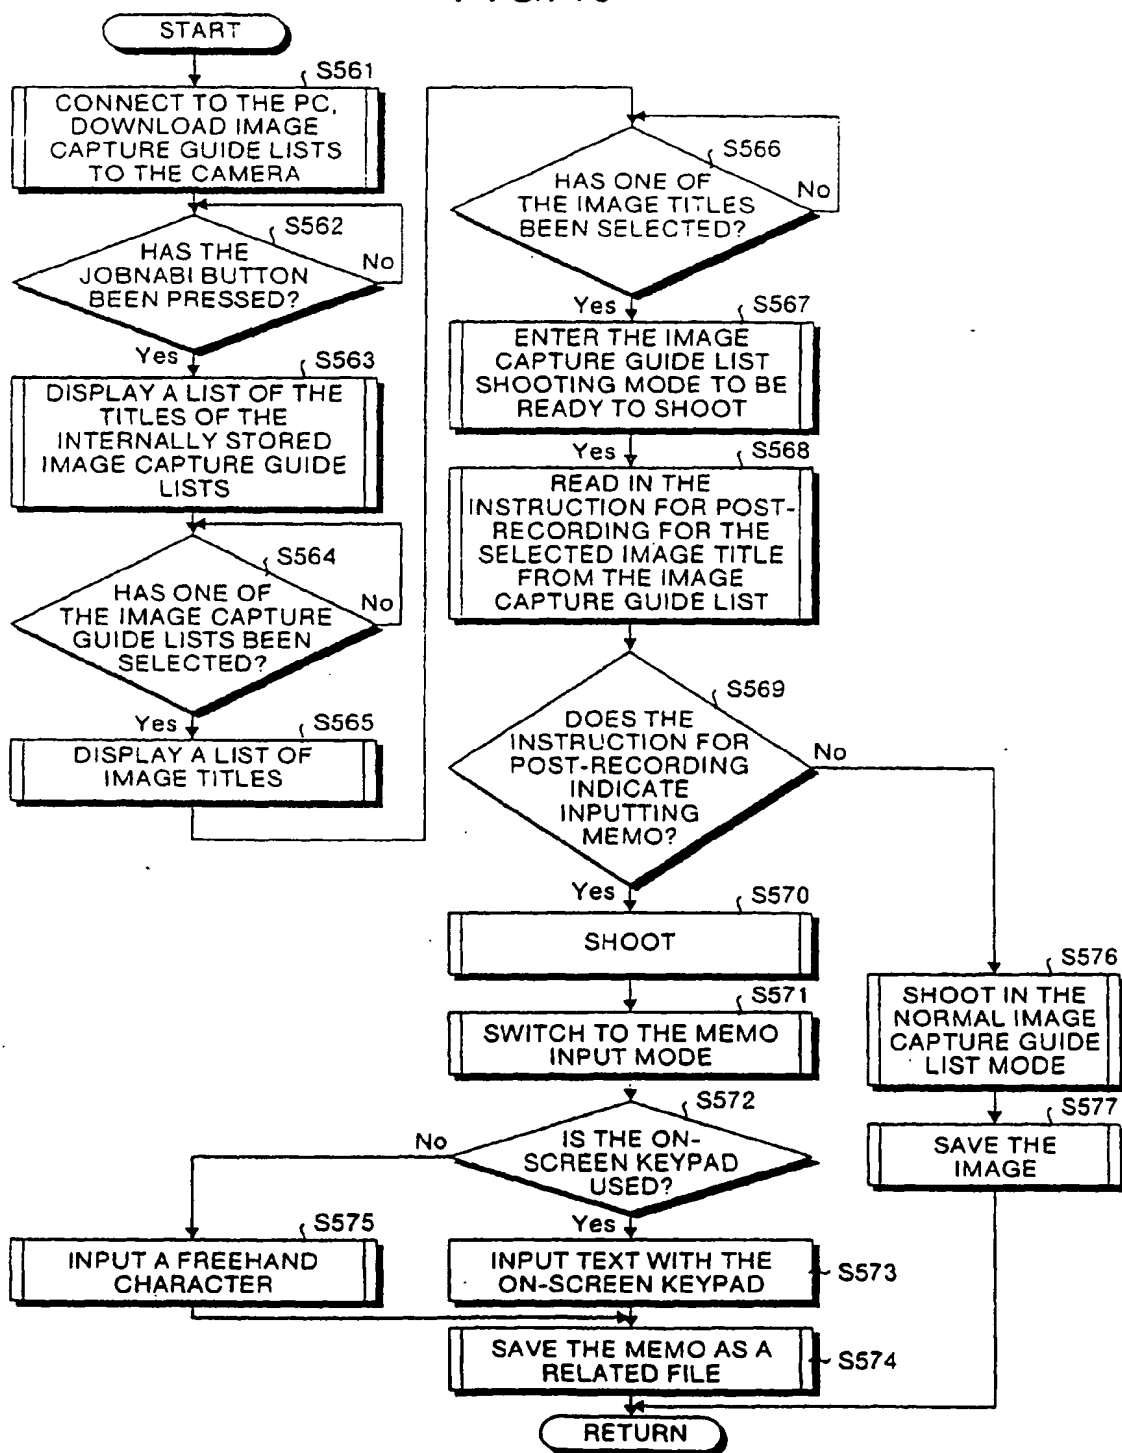 START
S561
CONNECT TO THE PC,
DOWNLOAD IMAGE
CAPTURE GUIDE LISTS
TO THE CAMERA
S562
HAS THE
JOBNABI BUTTON
BEEN PRESSED?
No
Yes
S563
DISPLAY A LIST OF THE
TITLES OF THE
INTERNALLY STORED
IMAGE CAPTURE GUIDE
LISTS
S564
HAS ONE OF
THE IMAGE CAPTURE
GUIDE LISTS BEEN
SELECTED?
No
Yes
S565
DISPLAY A LIST OF
IMAGE TITLES
S566
HAS ONE OF
THE IMAGE TITLES
BEEN SELECTED?
No
Yes
S567
ENTER THE IMAGE
CAPTURE GUIDE LIST
SHOOTING MODE TO BE
READY TO SHOOT
Yes
S568
READ IN THE
INSTRUCTION FOR POST-
RECORDING FOR THE
SELECTED IMAGE TITLE
FROM THE IMAGE
CAPTURE GUIDE LIST
S569
DOES THE
INSTRUCTION FOR
POST-RECORDING
INDICATE
INPUTTING
MEMO?
No
Yes
S570
SHOOT
S571
SWITCH TO THE MEMO
INPUT MODE
S572
IS THE ON-
SCREEN KEYPAD
USED?
No
Yes
S575
INPUT A FREEHAND
CHARACTER
INPUT TEXT WITH THE
ON-SCREEN KEYPAD
S573
SAVE THE MEMO AS A
RELATED FILE
S574
S576
SHOOT IN THE
NORMAL IMAGE
CAPTURE GUIDE
LIST MODE
S577
SAVE THE
IMAGE
RETURN